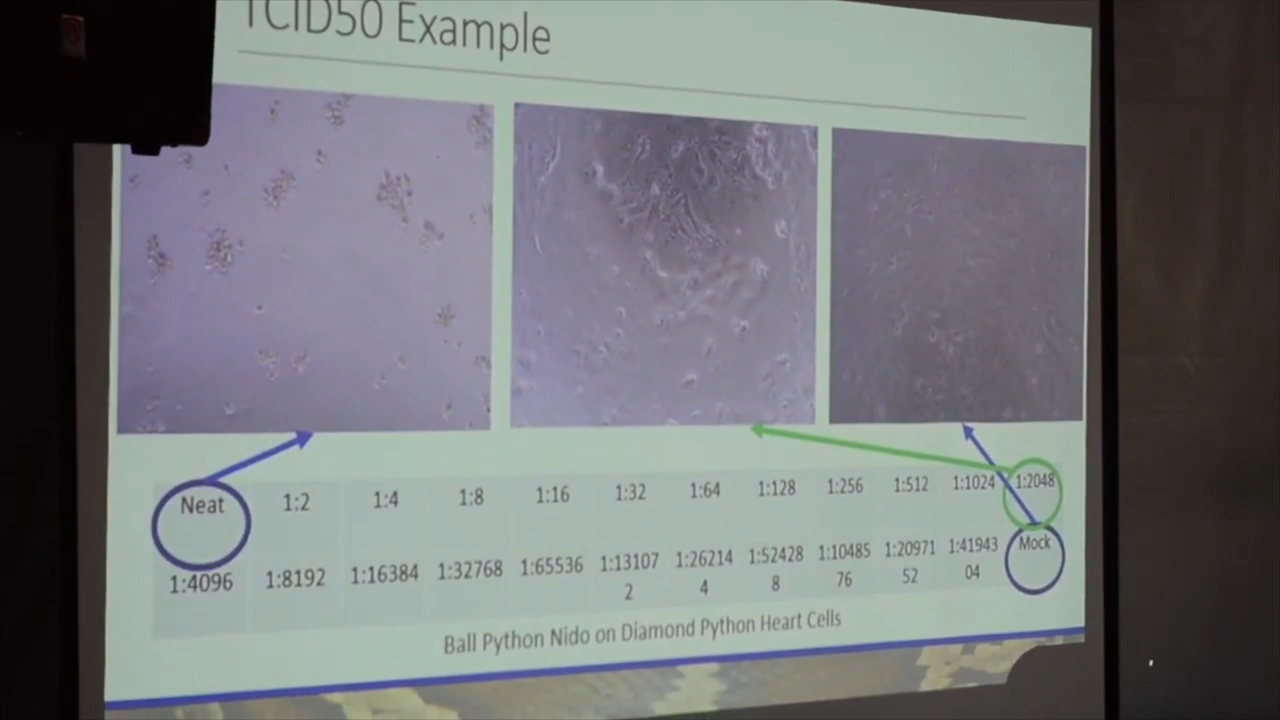 TCID50 Example
Neat 1:2 1:4 1:8 1:16 1:32 1:64 1:128 1:256 1:512 1:1024 1:2048
1:4096 1:8192 1:16384 1:32768 1:65536 1:13107 1:26214 1:52428 1:10485 1:20971 1:41943 Mock
2 4 8 76 52 04
Ball Python Nido on Diamond Python Heart Cells